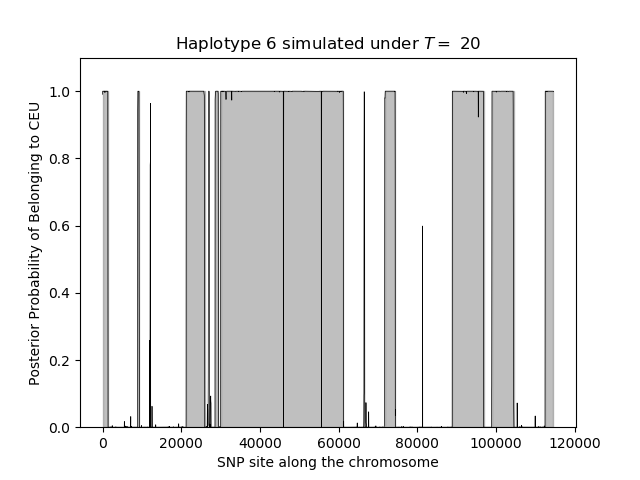 Haplotype 6 simulated under T = 20
Posterior Probability of Belonging to CEU
1.0
0.8
0.6
0.4
0.2
0.0
0 20000 40000 60000 80000 100000 120000
SNP site along the chromosome